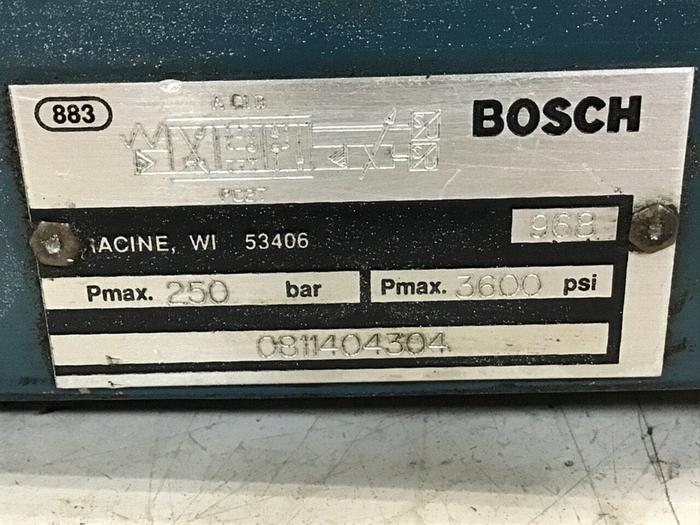 883
BOSCH
RACINE, WI 53406
968
Pmax. 250 bar
Pmax. 3600 psi
0811404304